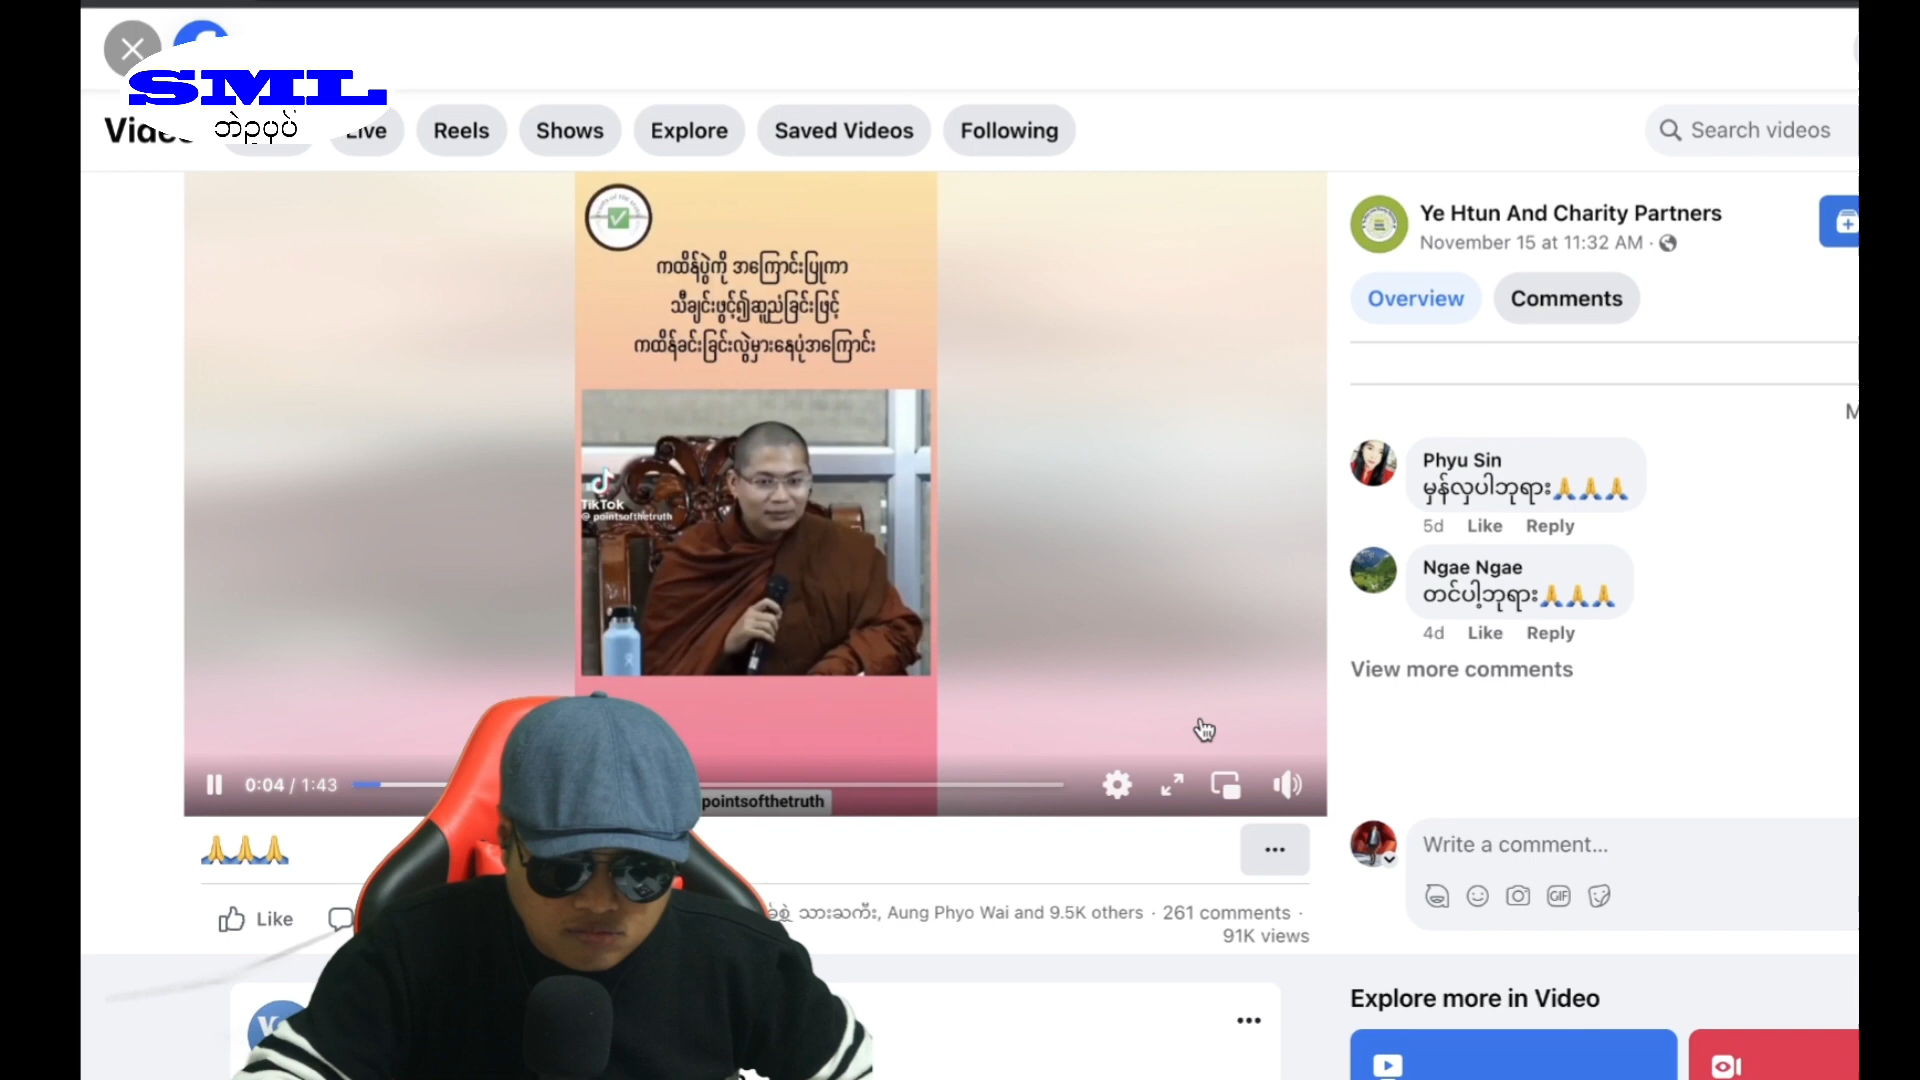 SML
ဘဲဥပုပ်
Live
Reels
Shows
Explore
Saved Videos
Following
Search videos
ကထိန်ပွဲကို အကြောင်းပြုကာ
သီချင်းဖွင့်၍ဆူညံခြင်းဖြင့်
ကထိန်ခင်းခြင်းလွဲမှားနေပုံအကြောင်း
TikTok
@ pointsofthetruth
0:04 / 1:43
pointsofthetruth
🙏🙏🙏
Like
သားသကီး, Aung Phyo Wai and 9.5K others · 261 comments ·
91K views
Ye Htun And Charity Partners
November 15 at 11:32 AM ·
Overview
Comments
Phyu Sin
မှန်လှပါဘုရား🙏🙏🙏
5d Like Reply
Ngae Ngae
တင်ပါ့ဘုရား🙏🙏🙏
4d Like Reply
View more comments
Write a comment...
GIF
Explore more in Video